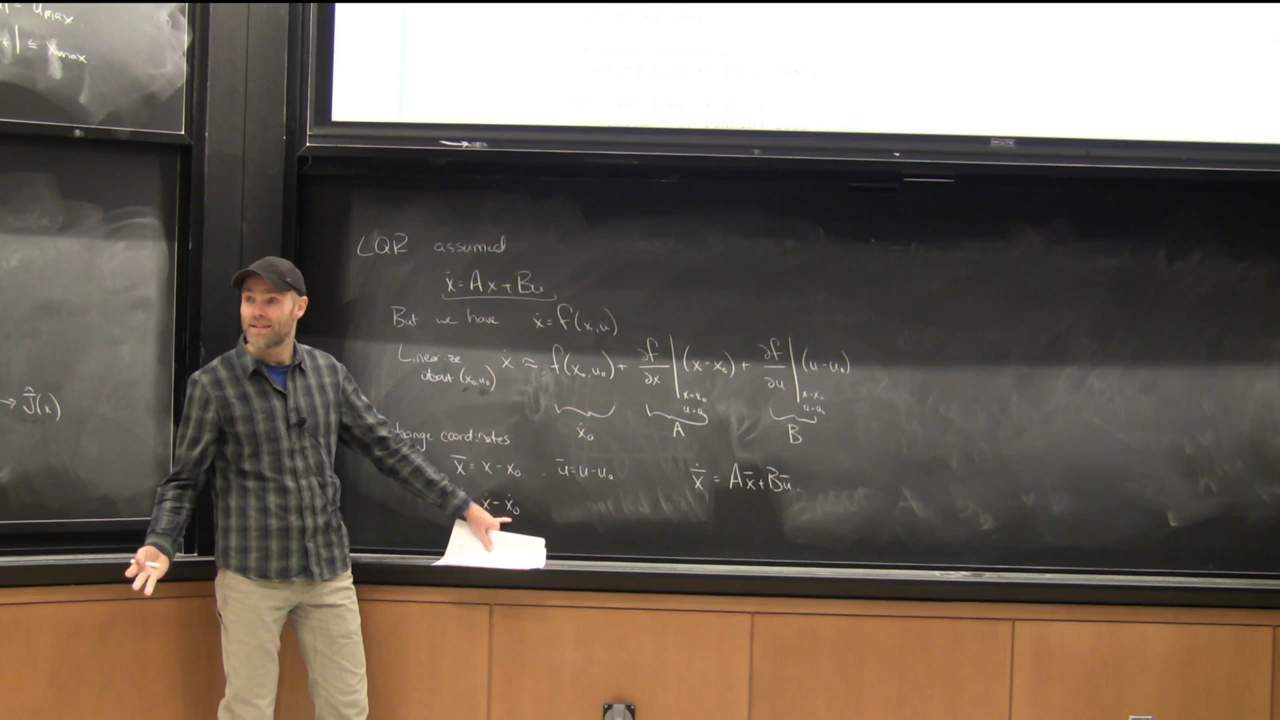 u_max
| ≤ x_max
→ Ĵ(x)
LQR assumed
ẋ = Ax + Bu
But we have ẋ = f(x,u)
Linearize about (x₀,u₀) ẋ ≈ f(x₀,u₀) + ∂f/∂x |x=x₀ u=u₀ (x-x₀) + ∂f/∂u |x=x₀ u=u₀ (u-u₀)
ẋ₀ A B
change coordinates
x̄ = x - x₀ , ū = u - u₀
ẋ - ẋ₀
ẋ̄ = Ax̄ + Bū